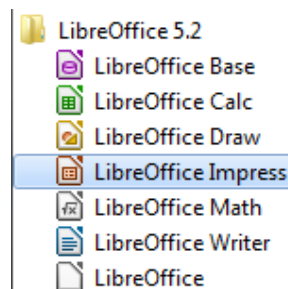 LibreOffice 5.2
LibreOffice Base
LibreOffice Calc
LibreOffice Draw
LibreOffice Impress
LibreOffice Math
LibreOffice Writer
LibreOffice